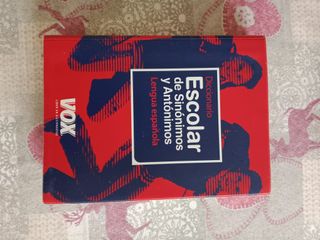 Diccionario
Escolar
de Sinónimos
y Antónimos
Lengua española
VOX